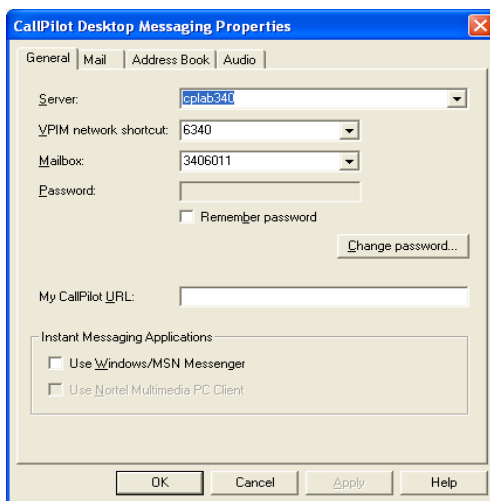 CallPilot Desktop Messaging Properties
General Mail Address Book Audio
Server: cplab340
VPIM network shortcut: 6340
Mailbox: 3406011
Password:
Remember password
Change password...
My CallPilot URL:
Instant Messaging Applications
Use Windows/MSN Messenger
Use Nortel Multimedia PC Client
OK Cancel Apply Help